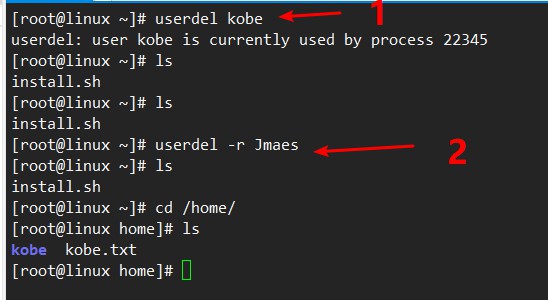 [root@linux ~]# userdel kobe
1
userdel: user kobe is currently used by process 22345
[root@linux ~]# ls
install.sh
[root@linux ~]# ls
install.sh
[root@linux ~]# userdel -r Jmaes
2
[root@linux ~]# ls
install.sh
[root@linux ~]# cd /home/
[root@linux home]# ls
kobe  kobe.txt
[root@linux home]#